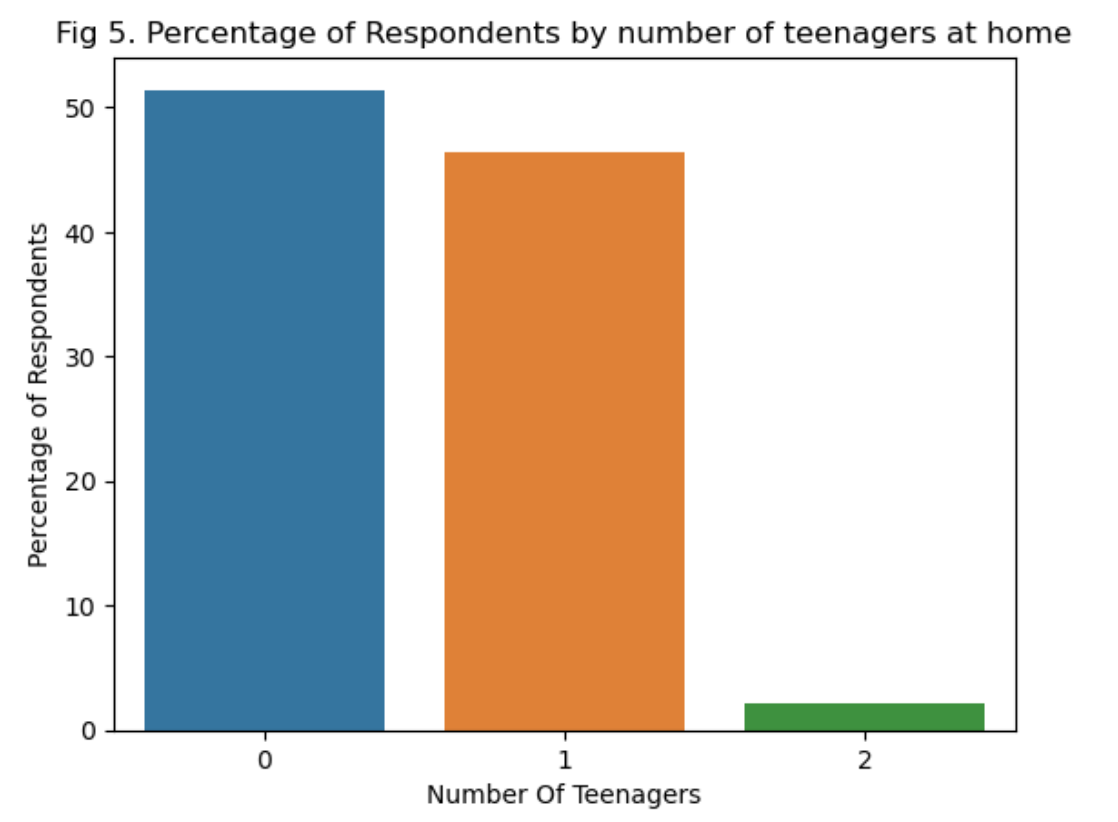 Fig 5. Percentage of Respondents by number of teenagers at home
Percentage of Respondents
50
40
30
20
10
0
0 1 2
Number Of Teenagers